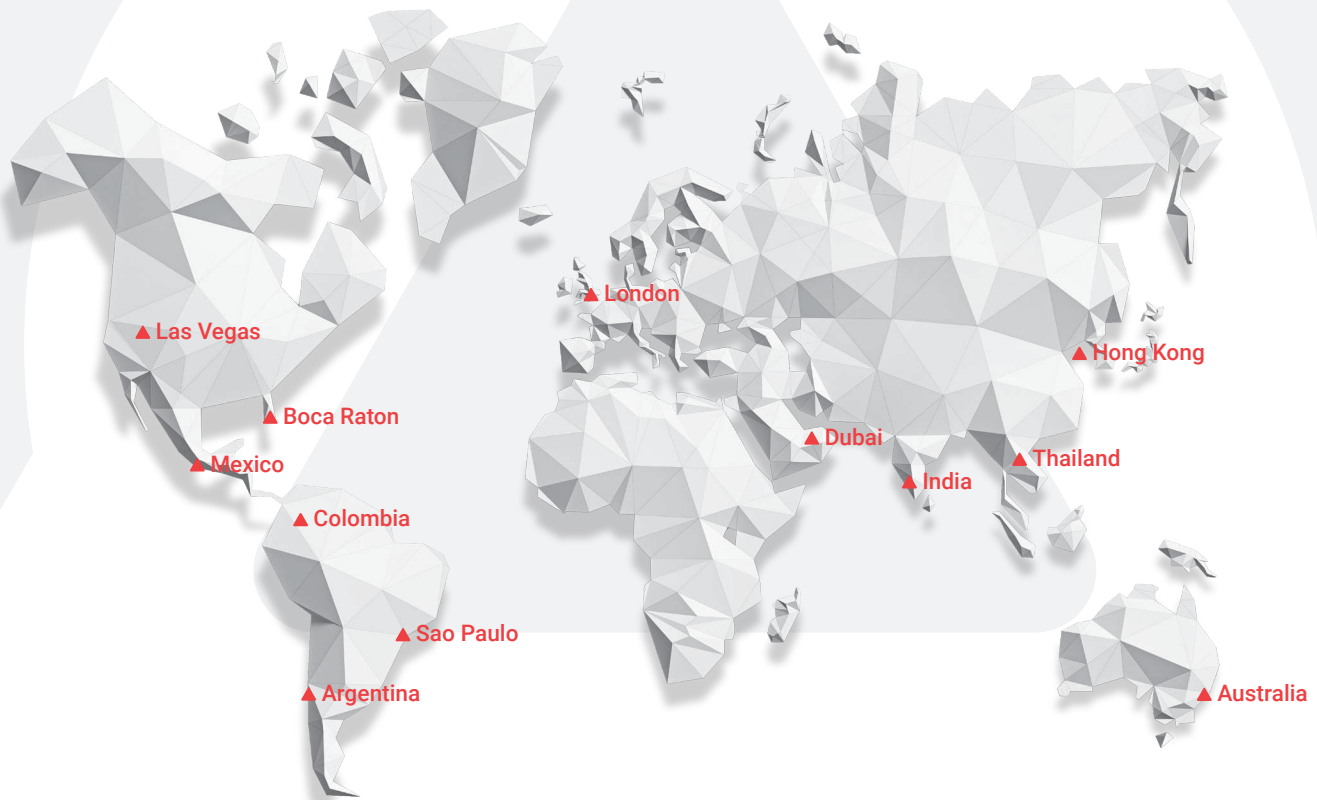 London
Las Vegas
Hong Kong
Boca Raton
Dubai
Mexico
Thailand
India
Colombia
Sao Paulo
Argentina
Australia